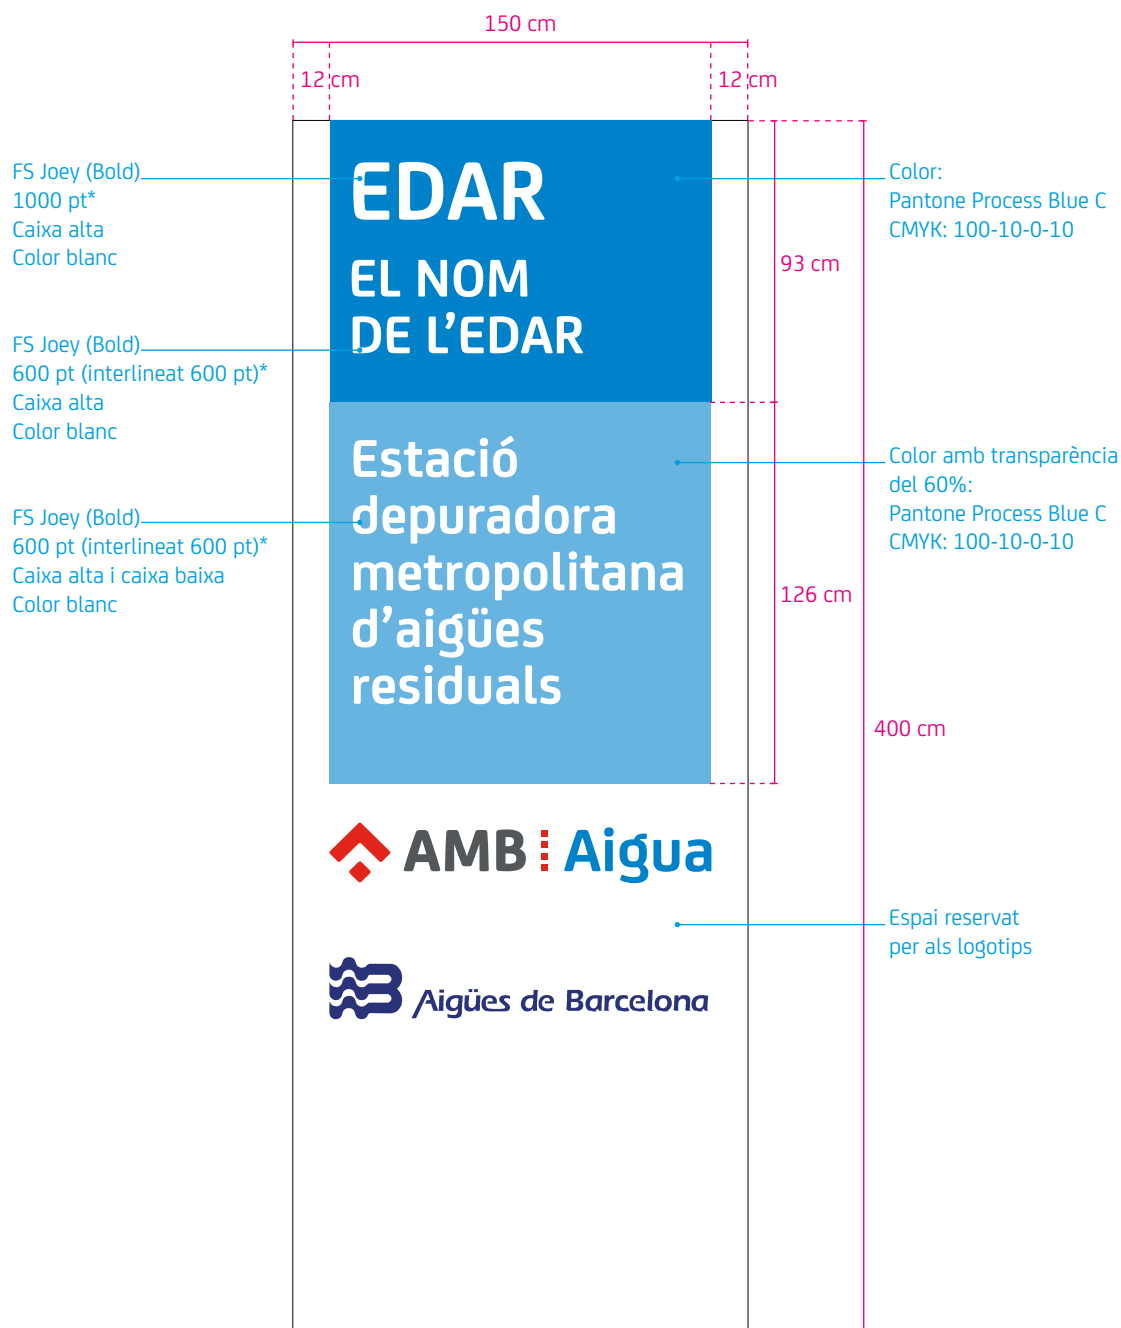 150 cm
12 cm
12 cm
FS Joey (Bold)
1000 pt*
Caixa alta
Color blanc
FS Joey (Bold)
600 pt (interlineat 600 pt)*
Caixa alta
Color blanc
FS Joey (Bold)
600 pt (interlineat 600 pt)*
Caixa alta i caixa baixa
Color blanc
EDAR
EL NOM
DE L’EDAR
Estació
depuradora
metropolitana
d’aigües
residuals
AMB Aigua
Aigües de Barcelona
Color:
Pantone Process Blue C
CMYK: 100-10-0-10
93 cm
Color amb transparència
del 60%:
Pantone Process Blue C
CMYK: 100-10-0-10
126 cm
400 cm
Espai reservat
per als logotips